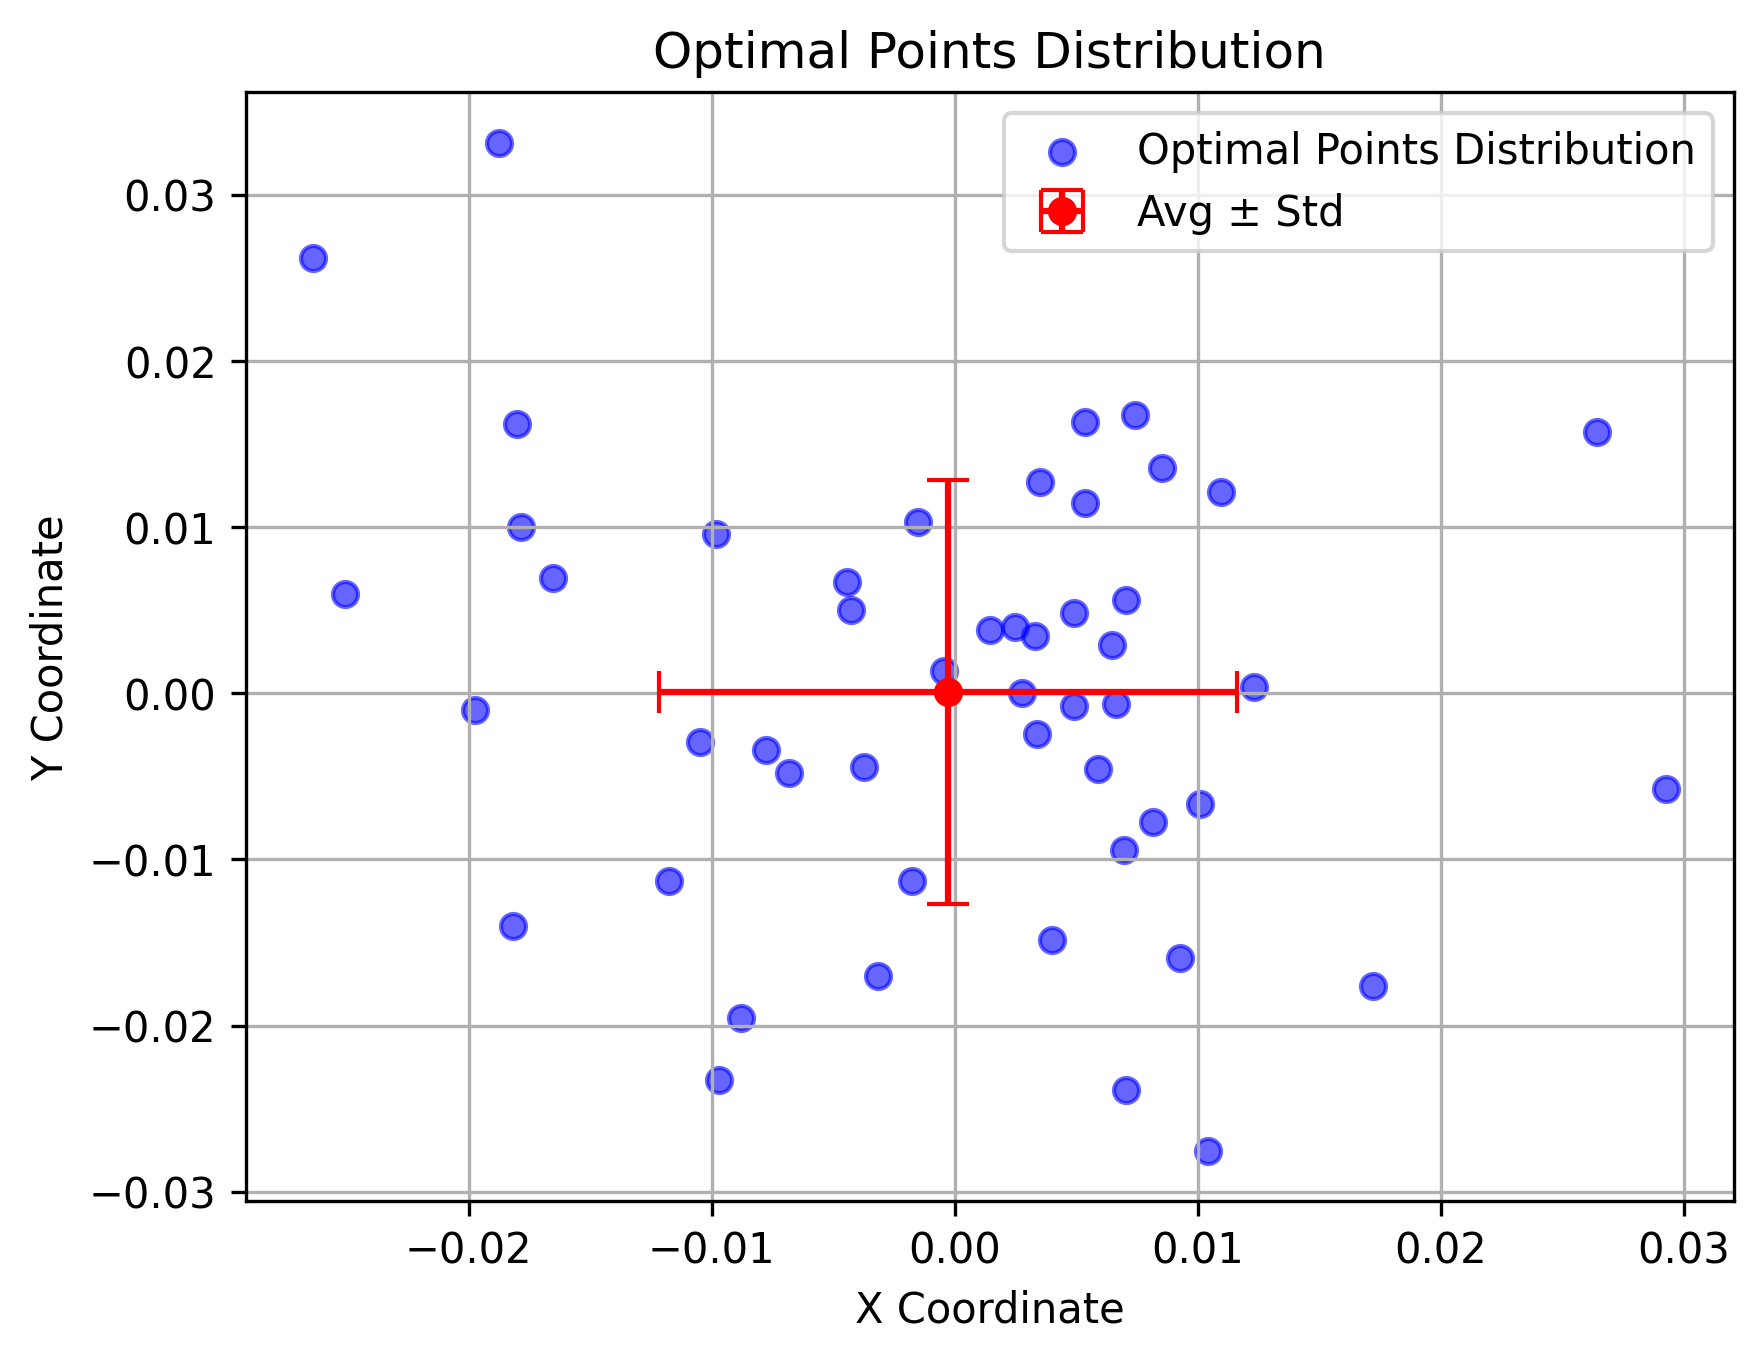 Optimal Points Distribution
Optimal Points Distribution
Avg ± Std
Y Coordinate
0.03
0.02
0.01
0.00
−0.01
−0.02
−0.03
−0.02 −0.01 0.00 0.01 0.02 0.03
X Coordinate